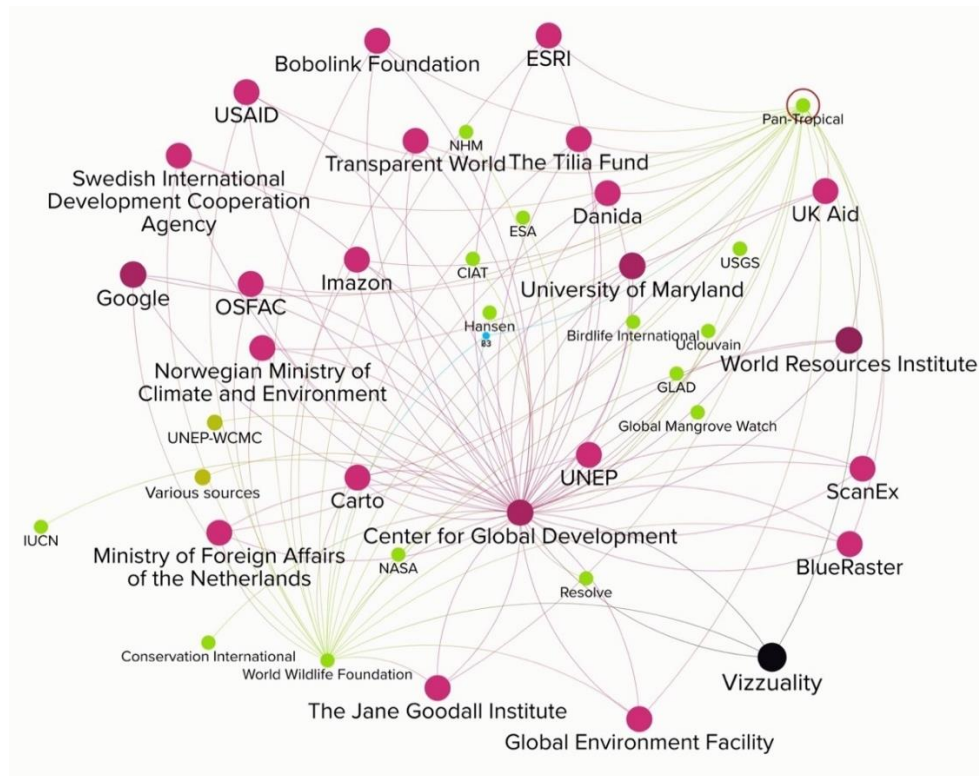 Bobolink Foundation
ESRI
USAID
Pan-Tropical
NHM
Transparent World
The Tilia Fund
Swedish International
Development Cooperation
Agency
Danida
UK Aid
ESA
CIAT
USGS
Google
OSFAC
Imazon
University of Maryland
Hansen
Birdlife International
Uclouvain
World Resources Institute
Norwegian Ministry of
Climate and Environment
GLAD
Global Mangrove Watch
UNEP-WCMC
Various sources
Carto
UNEP
ScanEx
IUCN
Center for Global Development
Ministry of Foreign Affairs
of the Netherlands
NASA
BlueRaster
Resolve
Conservation International
World Wildlife Foundation
Vizzuality
The Jane Goodall Institute
Global Environment Facility